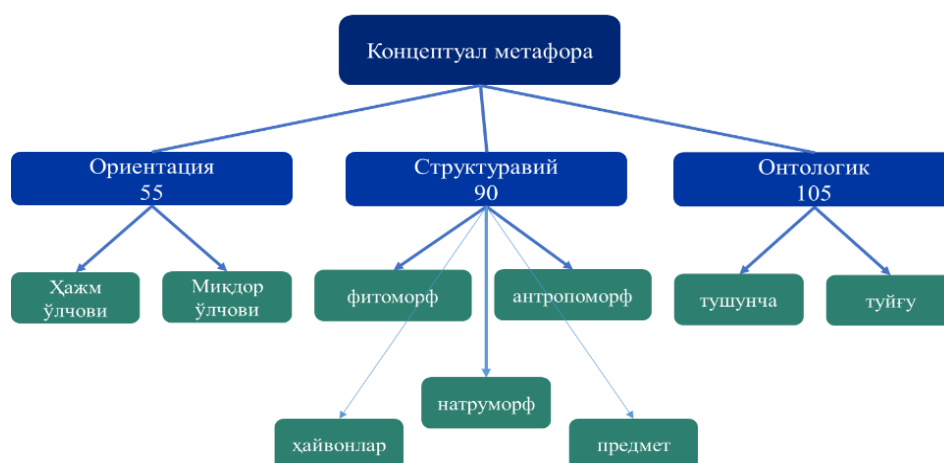 Концептуал метафора
Ориентация
55
Структуравий
90
Онтологик
105
Ҳажм
ўлчови
Миқдор
ўлчови
фитоморф
антропоморф
тушунча
туйғу
ҳайвонлар
натруморф
предмет